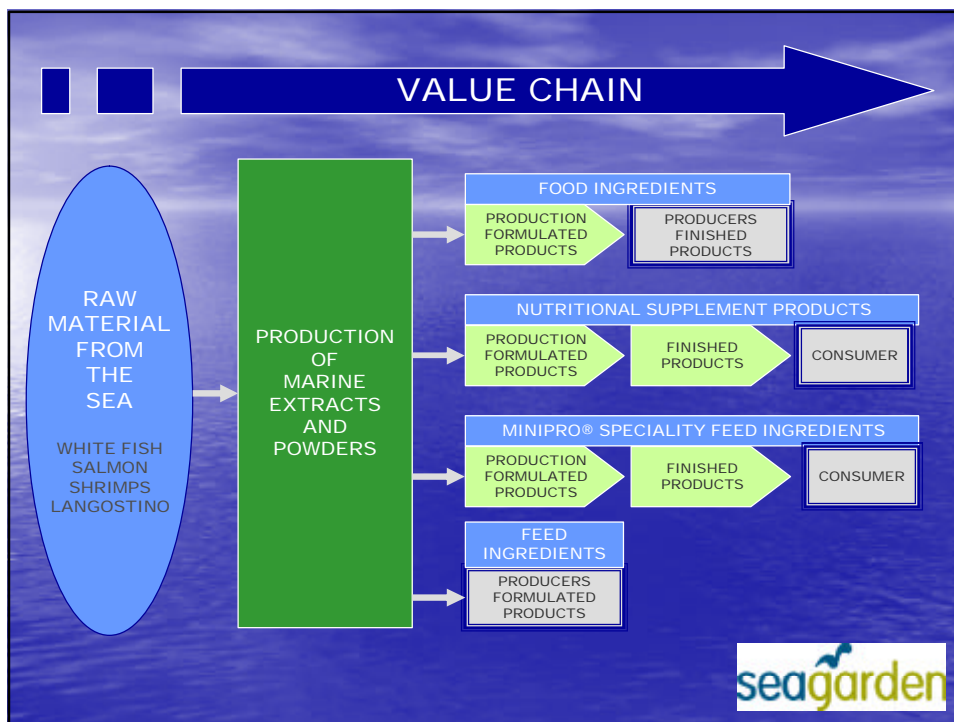 VALUE CHAIN
RAW
MATERIAL
FROM
THE
SEA
WHITE FISH
SALMON
SHRIMPS
LANGOSTINO
PRODUCTION
OF
MARINE
EXTRACTS
AND
POWDERS
FOOD INGREDIENTS
PRODUCTION
FORMULATED
PRODUCTS
PRODUCERS
FINISHED
PRODUCTS
NUTRITIONAL SUPPLEMENT PRODUCTS
PRODUCTION
FORMULATED
PRODUCTS
FINISHED
PRODUCTS
CONSUMER
MINIPRO® SPECIALITY FEED INGREDIENTS
PRODUCTION
FORMULATED
PRODUCTS
FINISHED
PRODUCTS
CONSUMER
FEED
INGREDIENTS
PRODUCERS
FORMULATED
PRODUCTS
seagarden